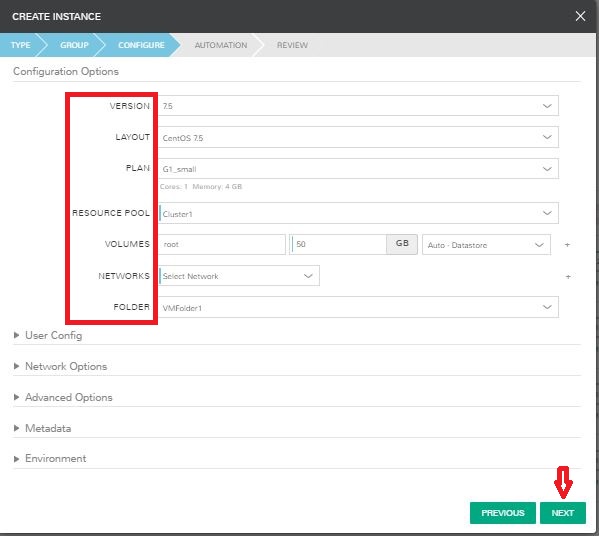 CREATE INSTANCE
TYPE GROUP CONFIGURE AUTOMATION REVIEW
Configuration Options
VERSION 7.5
LAYOUT CentOS 7.5
PLAN G1_small
Cores: 1 Memory: 4 GB
RESOURCE POOL Cluster1
VOLUMES root 50 GB Auto - Datastore +
NETWORKS Select Network +
FOLDER VMFolder1
User Config
Network Options
Advanced Options
Metadata
Environment
PREVIOUS NEXT